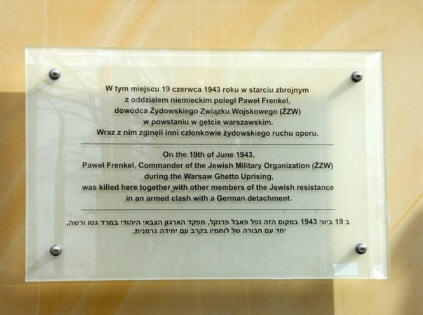 W tym miejscu 19 czerwca 1943 roku w starciu zbrojnym
z oddziałem niemieckim poległ Paweł Frenkel,
dowódca Żydowskiego Związku Wojskowego (ŻZW)
w powstaniu w getcie warszawskim.
Wraz z nim zginęli inni członkowie żydowskiego ruchu oporu.
On the 19th of June 1943,
Paweł Frenkel, Commander of the Jewish Military Organization (ŻZW)
during the Warsaw Ghetto Uprising,
was killed here together with other members of the Jewish resistance
in an armed clash with a German detachment.
ב 19 ביוני 1943 במקום הזה נפל פאבל פרנקל, מפקד הארגון הצבאי היהודי במרד גטו ורשה,
יחד עם חבורה של לוחמיו בקרב עם יחידה גרמנית.